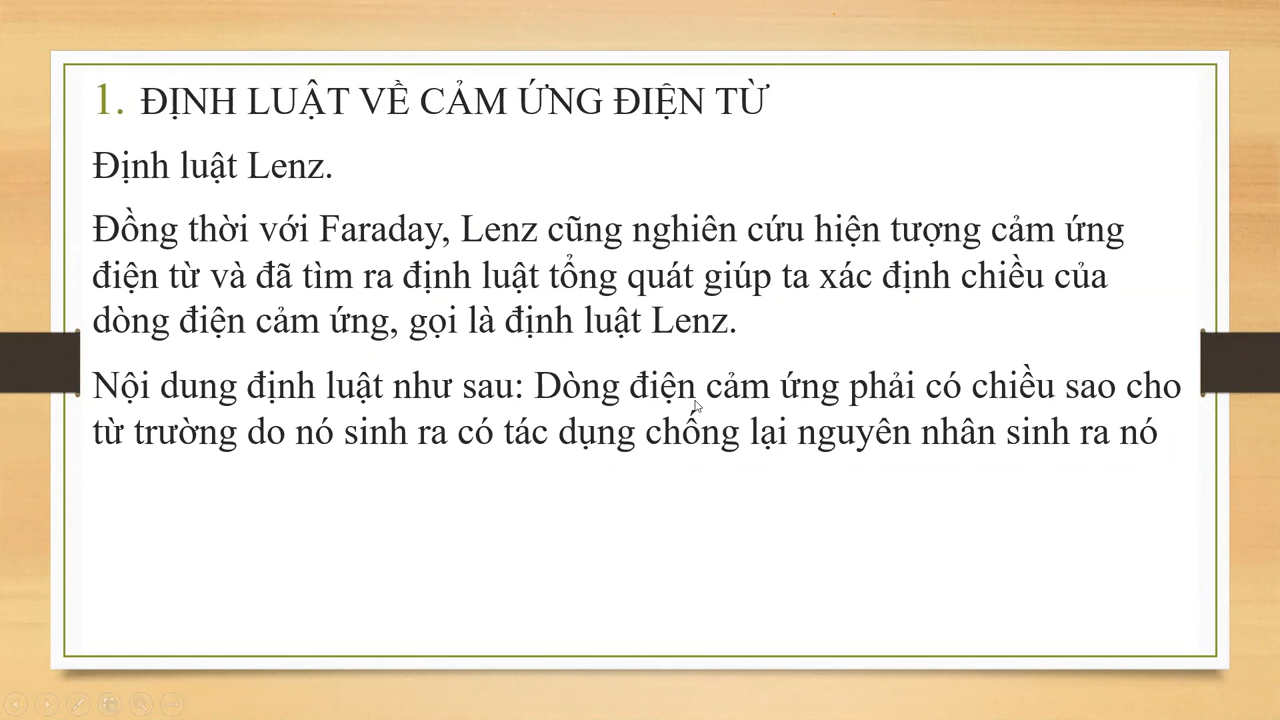 1. ĐỊNH LUẬT VỀ CẢM ỨNG ĐIỆN TỪ
Định luật Lenz.
Đồng thời với Faraday, Lenz cũng nghiên cứu hiện tượng cảm ứng
điện từ và đã tìm ra định luật tổng quát giúp ta xác định chiều của
dòng điện cảm ứng, gọi là định luật Lenz.
Nội dung định luật như sau: Dòng điện cảm ứng phải có chiều sao cho
từ trường do nó sinh ra có tác dụng chống lại nguyên nhân sinh ra nó